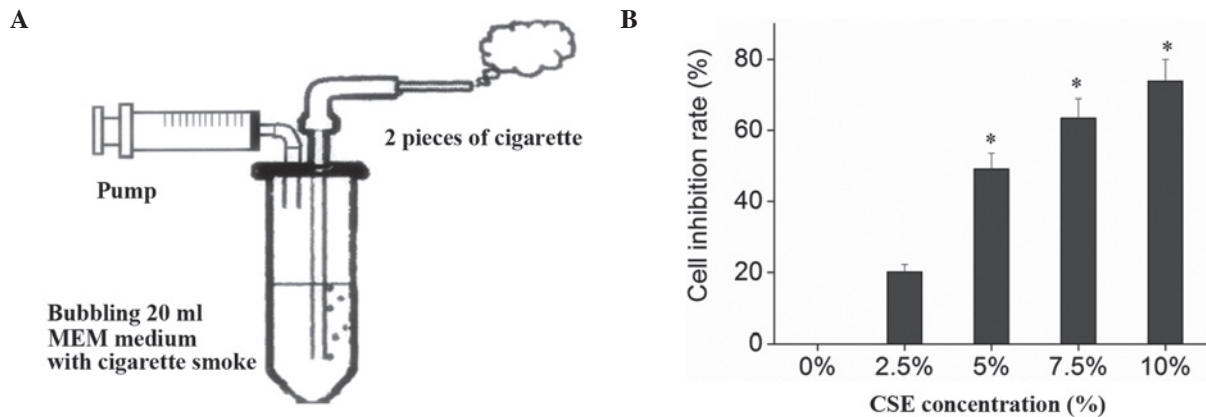 A
Pump
2 pieces of cigarette
Bubbling 20 ml
MEM medium
with cigarette smoke
B
Cell inhibition rate (%)
80
60
40
20
0
*
*
*
0%
2.5%
5%
7.5%
10%
CSE concentration (%)